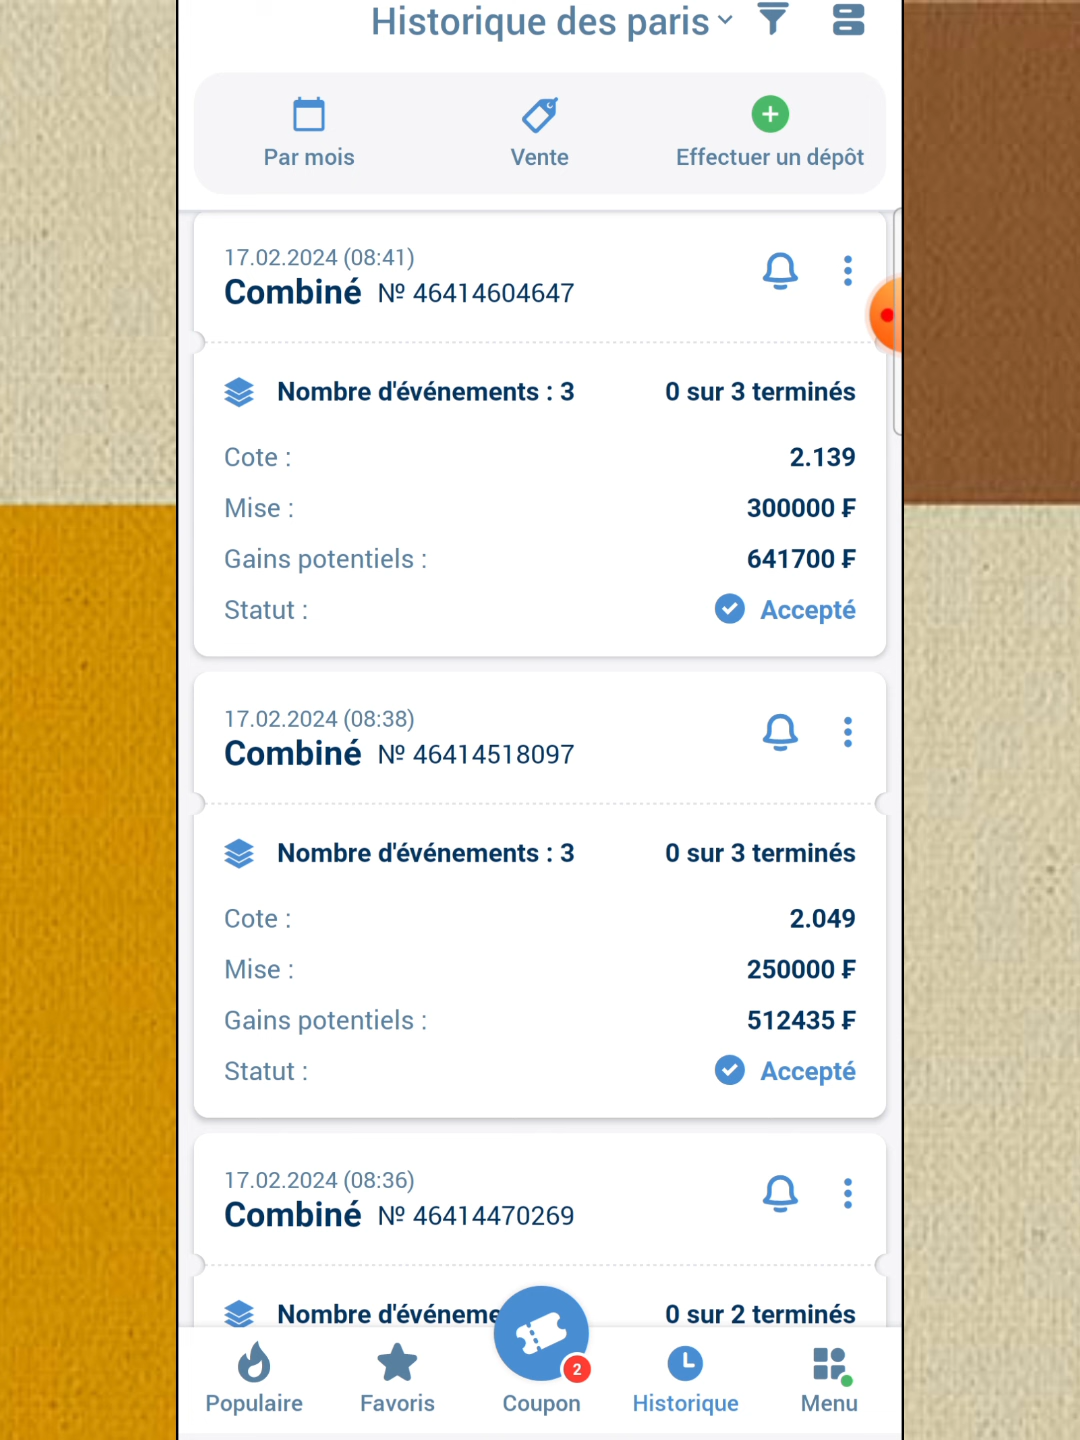 Historique des paris
Par mois
Vente
Effectuer un dépôt
17.02.2024 (08:41)
Combiné № 46414604647
Nombre d'événements : 3 0 sur 3 terminés
Cote : 2.139
Mise : 300000 ₣
Gains potentiels : 641700 ₣
Statut : Accepté
17.02.2024 (08:38)
Combiné № 46414518097
Nombre d'événements : 3 0 sur 3 terminés
Cote : 2.049
Mise : 250000 ₣
Gains potentiels : 512435 ₣
Statut : Accepté
17.02.2024 (08:36)
Combiné № 46414470269
Nombre d'événeme 0 sur 2 terminés
2
Populaire
Favoris
Coupon
Historique
Menu